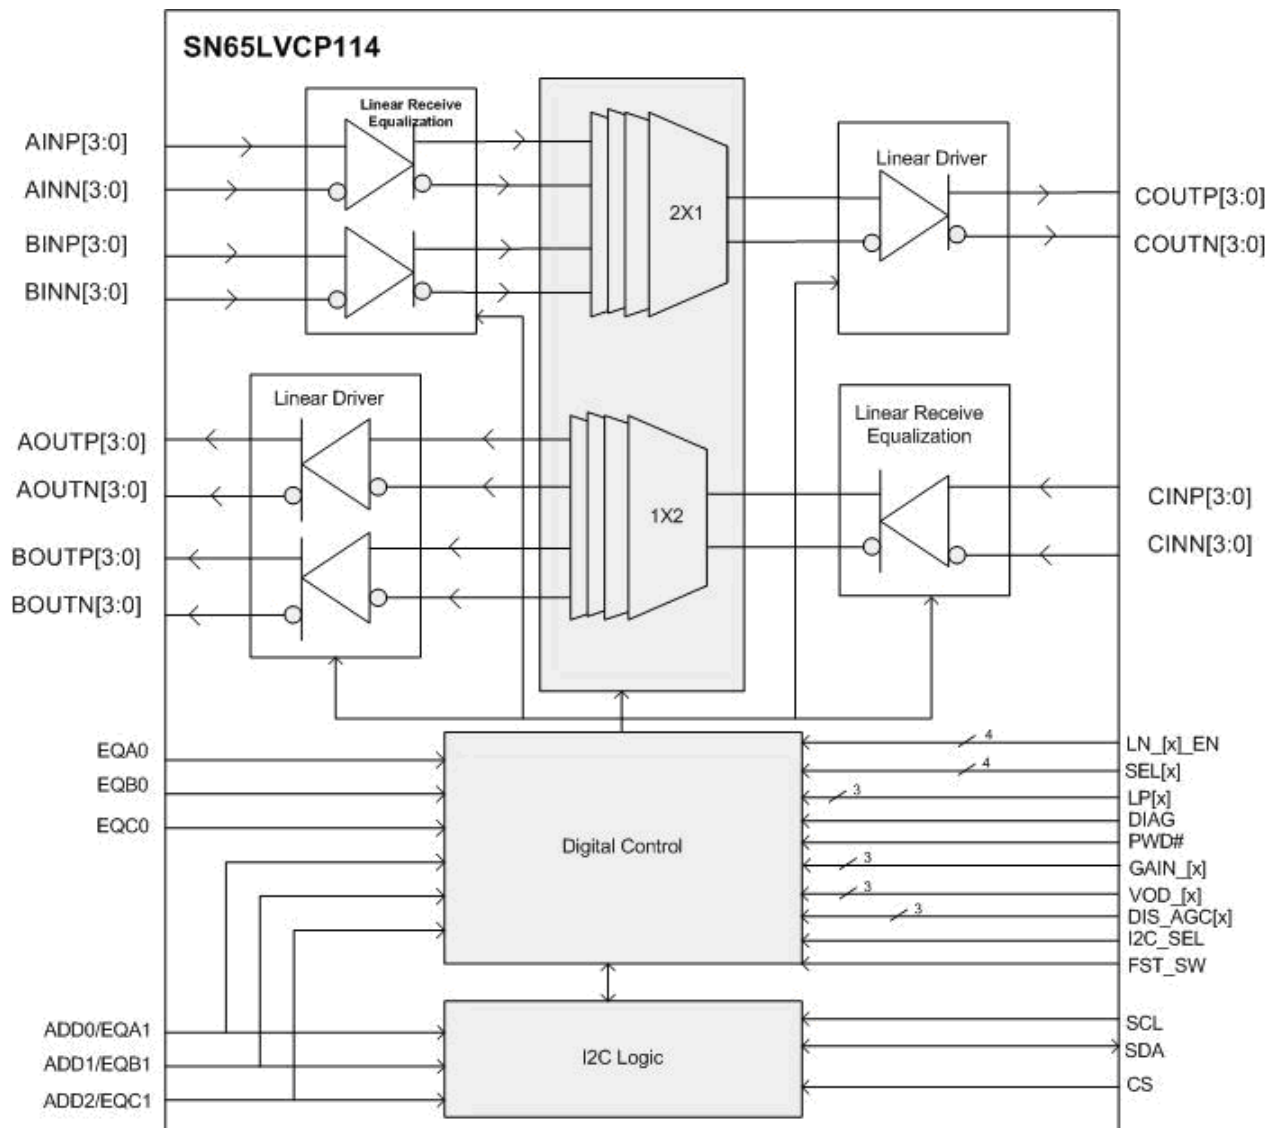 SN65LVCP114
Linear Receive
Equalization
AINP[3:0]
AINN[3:0]
BINP[3:0]
BINN[3:0]
2X1
Linear Driver
COUTP[3:0]
COUTN[3:0]
Linear Driver
AOUTP[3:0]
AOUTN[3:0]
BOUTP[3:0]
BOUTN[3:0]
1X2
Linear Receive
Equalization
CINP[3:0]
CINN[3:0]
EQA0
EQB0
EQC0
Digital Control
4
LN_[x]_EN
4
SEL[x]
3
LP[x]
DIAG
PWD#
3
GAIN_[x]
3
VOD_[x]
3
DIS_AGC[x]
I2C_SEL
FST_SW
ADD0/EQA1
ADD1/EQB1
ADD2/EQC1
I2C Logic
SCL
SDA
CS